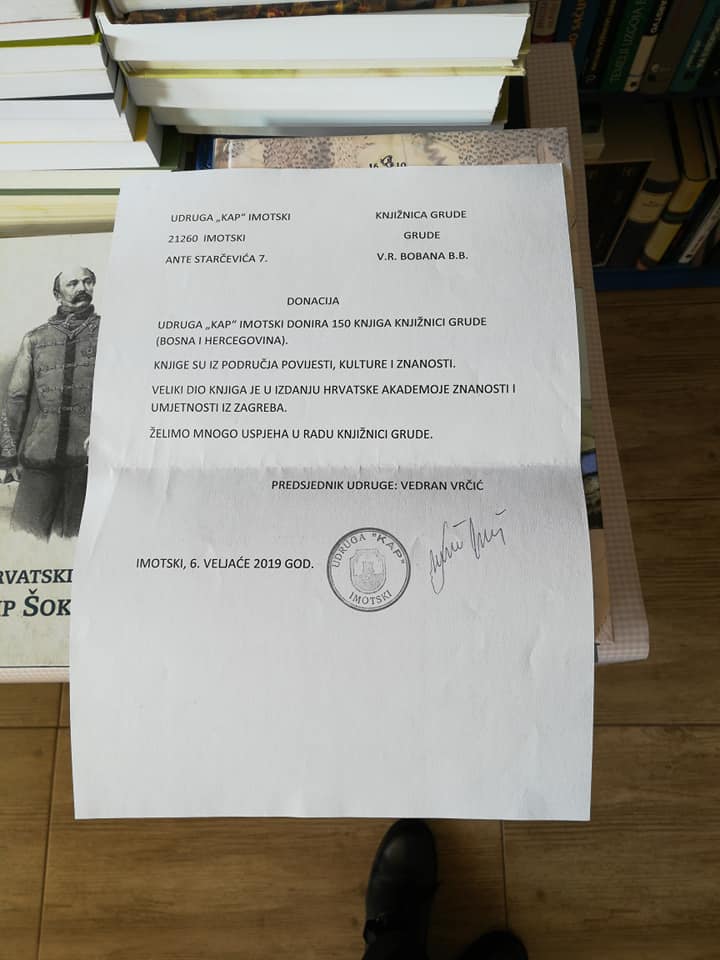 16 10
UDRUGA „KAP“ IMOTSKI
KNJIŽNICA GRUDE
21260 IMOTSKI
GRUDE
ANTE STARČEVIĆA 7.
V.R. BOBANA B.B.
DONACIJA
UDRUGA „KAP“ IMOTSKI DONIRA 150 KNJIGA KNJIŽNICI GRUDE
(BOSNA I HERCEGOVINA).
KNJIGE SU IZ PODRUČJA POVIJESTI, KULTURE I ZNANOSTI.
VELIKI DIO KNJIGA JE U IZDANJU HRVATSKE AKADEMOJE ZNANOSTI I
UMJETNOSTI IZ ZAGREBA.
ŽELIMO MNOGO USPJEHA U RADU KNJIŽNICI GRUDE.
PREDSJEDNIK UDRUGE: VEDRAN VRČIĆ
IMOTSKI, 6. VELJAČE 2019 GOD.
UDRUGA "KAP"
IMOTSKI
RVATSKI
IP ŠOK